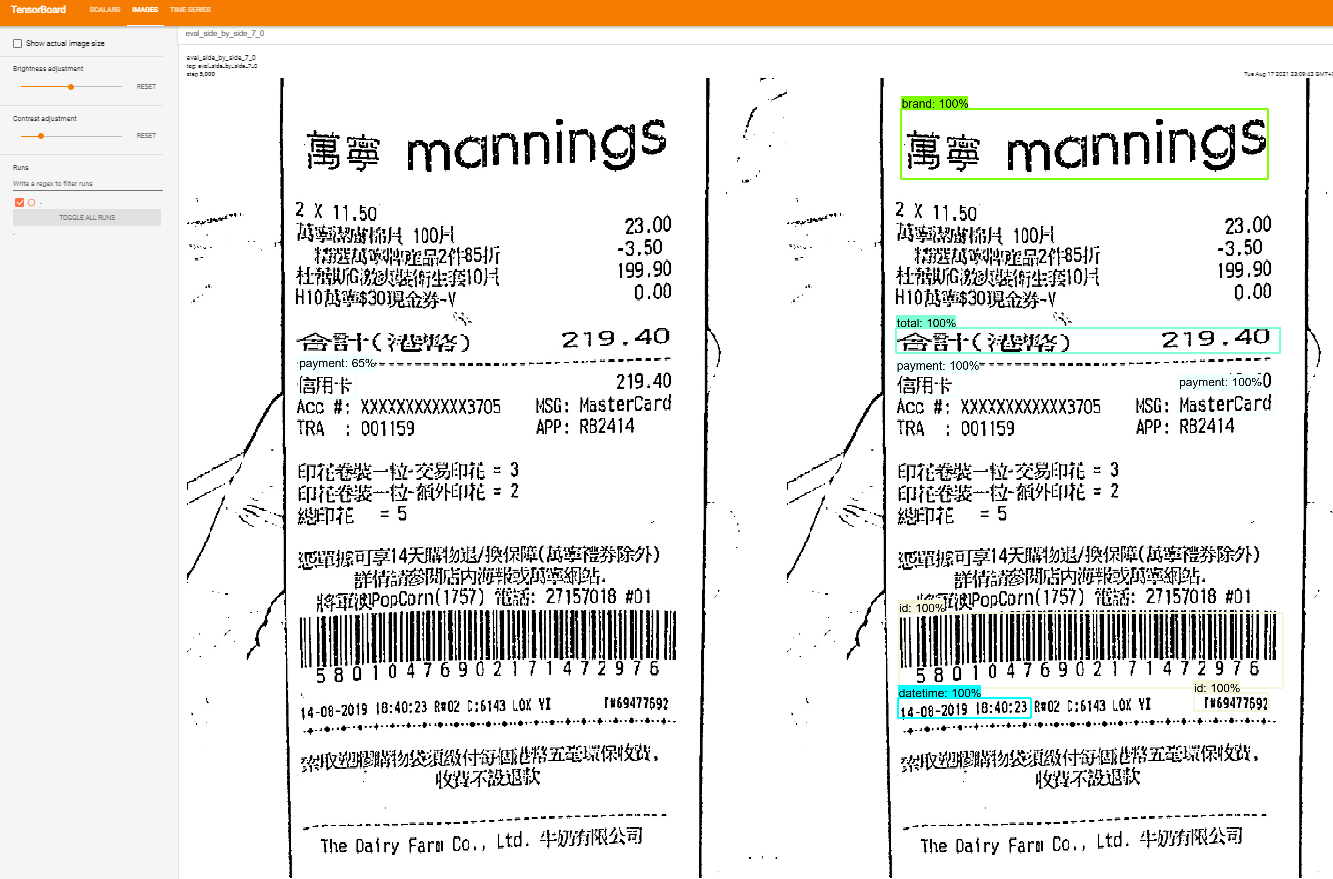 TensorBoard SCALARS IMAGES TIME SERIES
Show actual image size
Brightness adjustment
RESET
Contrast adjustment
RESET
Runs
Write a regex to filter runs
TOGGLE ALL RUNS
eval_side_by_side_7_0
eval_side_by_side_7_0
tag: eval_side_by_side_7_0
step 5,000
Tue Aug 17 2021 23:09:42 GMT+0
萬寧 mannings
2 X 11.50 23.00
萬寧潔膚棉片 100片
精選萬寧牌產品2件85折 -3.50
杜蕾斯G激爽裝衛生套10片 199.90
H10萬寧$30現金券-V 0.00
合計(港幣) 219.40
payment: 65%
信用卡 219.40
Acc #: XXXXXXXXXXXX3705 MSG: MasterCard
TRA : 001159 APP: RB2414
印花卷裝一粒-交易印花 = 3
印花卷裝一粒-額外印花 = 2
總印花 = 5
憑單據可享14天購物退/換保障(萬寧禮券除外)
詳情請參閱店内海報或萬寧網站.
將軍澳PopCorn(1757) 電話: 27157018 #01
580104769021714 72976
14-08-2019 18:40:23 R#02 C:6143 LOK YI T#69477692
索取塑膠購物袋須繳付每個港幣五毫環保收費,
收費不設退款
The Dairy Farm Co., Ltd. 牛奶有限公司
brand: 100%
萬寧 mannings
2 X 11.50 23.00
萬寧潔膚棉片 100片
精選萬寧牌產品2件85折 -3.50
杜蕾斯G激爽裝衛生套10片 199.90
H10萬寧$30現金券-V 0.00
total: 100%
合計(港幣) 219.40
payment: 100%
信用卡 payment: 100% 0
Acc #: XXXXXXXXXXXX3705 MSG: MasterCard
TRA : 001159 APP: RB2414
印花卷裝一粒-交易印花 = 3
印花卷裝一粒-額外印花 = 2
總印花 = 5
憑單據可享14天購物退/換保障(萬寧禮券除外)
詳情請參閱店内海報或萬寧網站.
將軍澳PopCorn(1757) 電話: 27157018 #01
id: 100%
580104769021714 72976
id: 100%
datetime: 100%
14-08-2019 18:40:23 R#02 C:6143 LOK YI T#69477692
索取塑膠購物袋須繳付每個港幣五毫環保收費,
收費不設退款
The Dairy Farm Co., Ltd. 牛奶有限公司